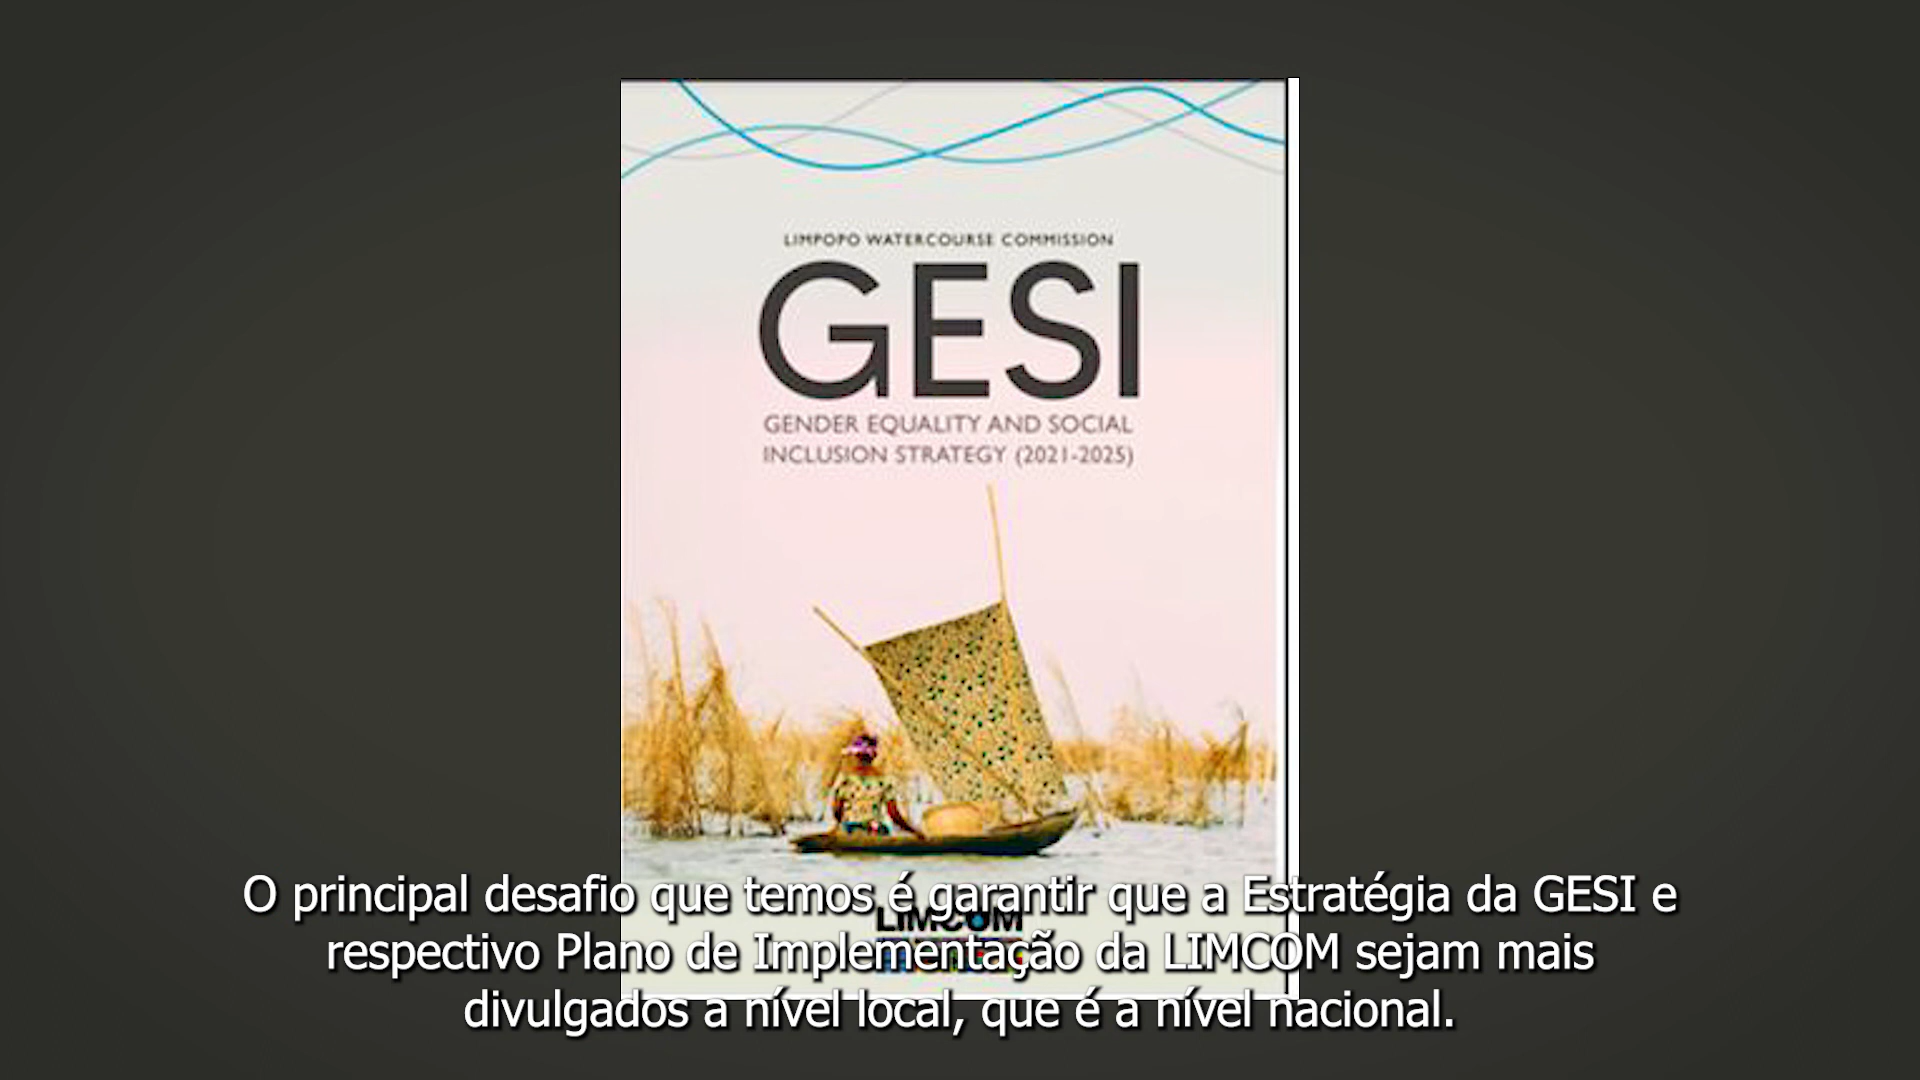 LIMPOPO WATERCOURSE COMMISSION
GESI
GENDER EQUALITY AND SOCIAL
INCLUSION STRATEGY (2021-2025)
LIMCOM
O principal desafio que temos é garantir que a Estratégia da GESI e
respectivo Plano de Implementação da LIMCOM sejam mais
divulgados a nível local, que é a nível nacional.